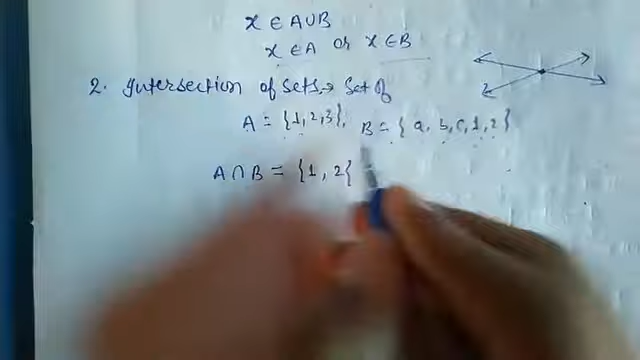 x ∈ A∪B
x ∈ A or x ∈ B
2. Intersection of Sets → Set of
A = {1, 2, 3}, B = {a, b, c, 1, 2}
A ∩ B = {1, 2{